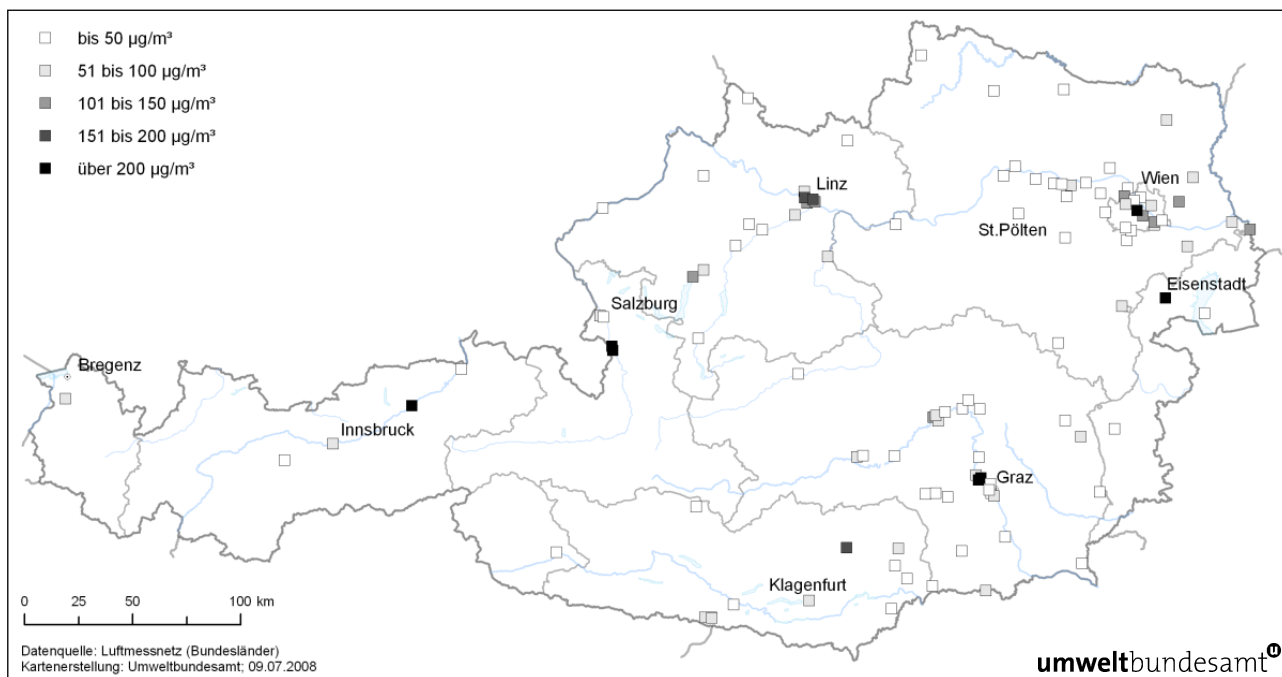 bis 50 µg/m³
51 bis 100 µg/m³
101 bis 150 µg/m³
151 bis 200 µg/m³
über 200 µg/m³
Linz
Wien
St.Pölten
Eisenstadt
Salzburg
Bregenz
Innsbruck
Graz
Klagenfurt
0 25 50 100 km
Datenquelle: Luftmessnetz (Bundesländer)
Kartenerstellung: Umweltbundesamt; 09.07.2008
umweltbundesamt u